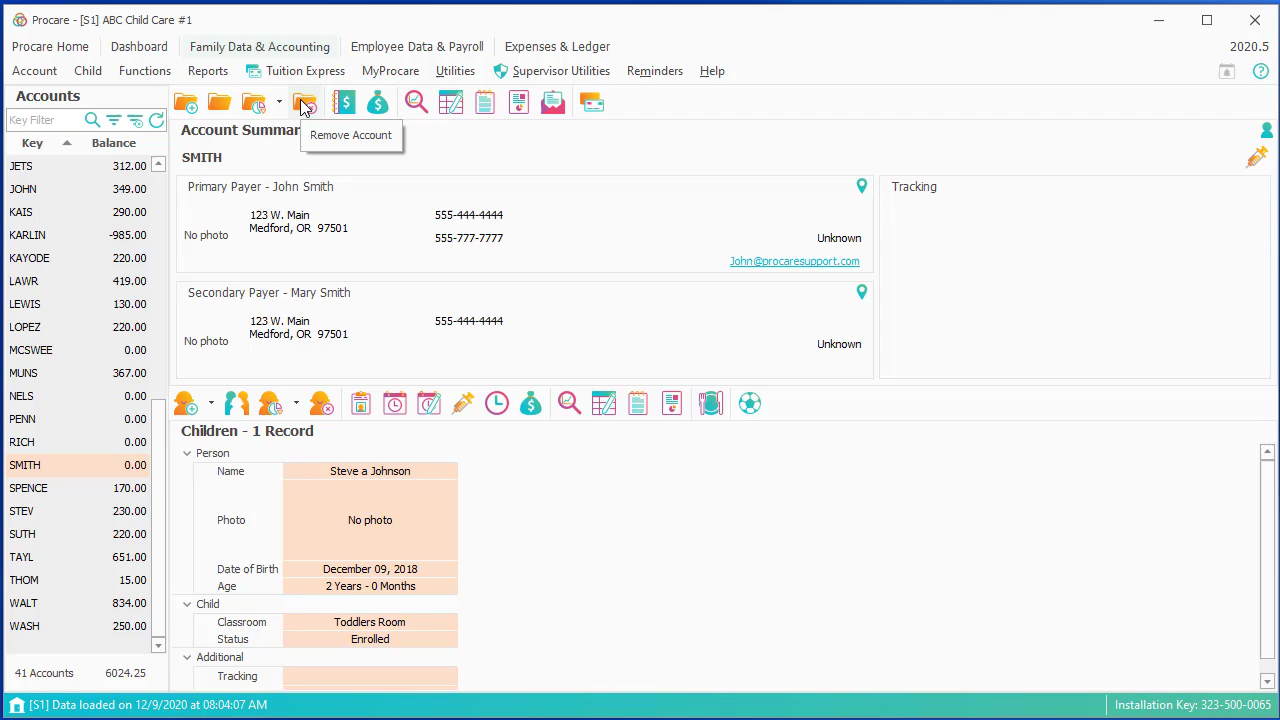 Procare - [S1] ABC Child Care #1
Procare Home Dashboard Family Data & Accounting Employee Data & Payroll Expenses & Ledger 2020.5
Account Child Functions Reports Tuition Express MyProcare Utilities Supervisor Utilities Reminders Help
Accounts
Key Filter
Key Balance
JETS 312.00
JOHN 349.00
KAIS 290.00
KARLIN -985.00
KAYODE 220.00
LAWR 419.00
LEWIS 130.00
LOPEZ 220.00
MCSWEE 0.00
MUNS 367.00
NELS 0.00
PENN 0.00
RICH 0.00
SMITH 0.00
SPENCE 170.00
STEV 230.00
SUTH 220.00
TAYL 651.00
THOM 15.00
WALT 834.00
WASH 250.00
41 Accounts 6024.25
Account Summar
Remove Account
SMITH
Primary Payer - John Smith
No photo
123 W. Main
Medford, OR 97501
555-444-4444
555-777-7777
Unknown
John@procaresupport.com
Tracking
Secondary Payer - Mary Smith
No photo
123 W. Main
Medford, OR 97501
555-444-4444
Unknown
Children - 1 Record
Person
Name Steve a Johnson
Photo No photo
Date of Birth December 09, 2018
Age 2 Years - 0 Months
Child
Classroom Toddlers Room
Status Enrolled
Additional
Tracking
[S1] Data loaded on 12/9/2020 at 08:04:07 AM
Installation Key: 323-500-0065